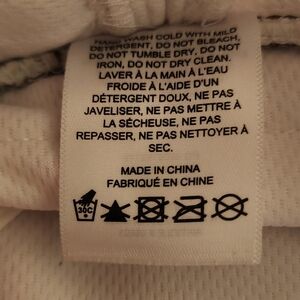 HAND WASH COLD WITH MILD
DETERGENT, DO NOT BLEACH,
DO NOT TUMBLE DRY, DO NOT
IRON, DO NOT DRY CLEAN.
LAVER À LA MAIN À L'EAU
FROIDE À L'AIDE D'UN
DÉTERGENT DOUX, NE PAS
JAVELISER, NE PAS METTRE À
LA SÉCHEUSE, NE PAS
REPASSER, NE PAS NETTOYER À
SEC.
MADE IN CHINA
FABRIQUÉ EN CHINE
30C